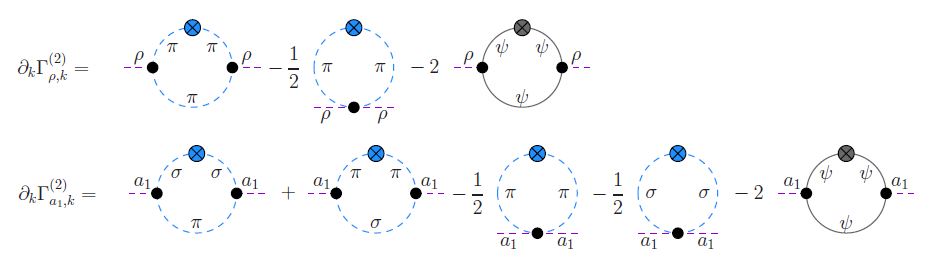 ∂ₖΓ⁽²⁾_{ρ,k} = ρ π π π ρ − 1/2 π π ρ ρ − 2 ρ ψ ψ ψ ρ
∂ₖΓ⁽²⁾_{a₁,k} = a₁ σ σ π a₁ + a₁ π π σ a₁ − 1/2 π π a₁ a₁ − 1/2 σ σ a₁ a₁ − 2 a₁ ψ ψ ψ a₁